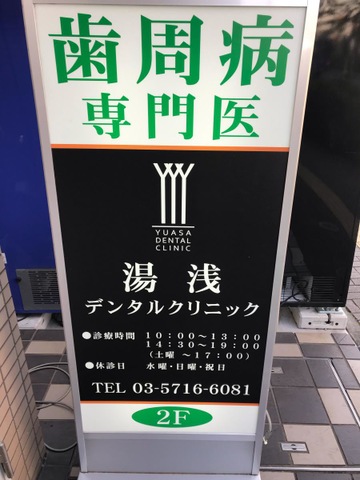 歯周病
専門医
YUASA
DENTAL
CLINIC
湯浅
デンタルクリニック
●診療時間 10:00〜13:00
14:30〜19:00
(土曜 〜17:00)
●休診日 水曜・日曜・祝日
TEL 03-5716-6081
2F